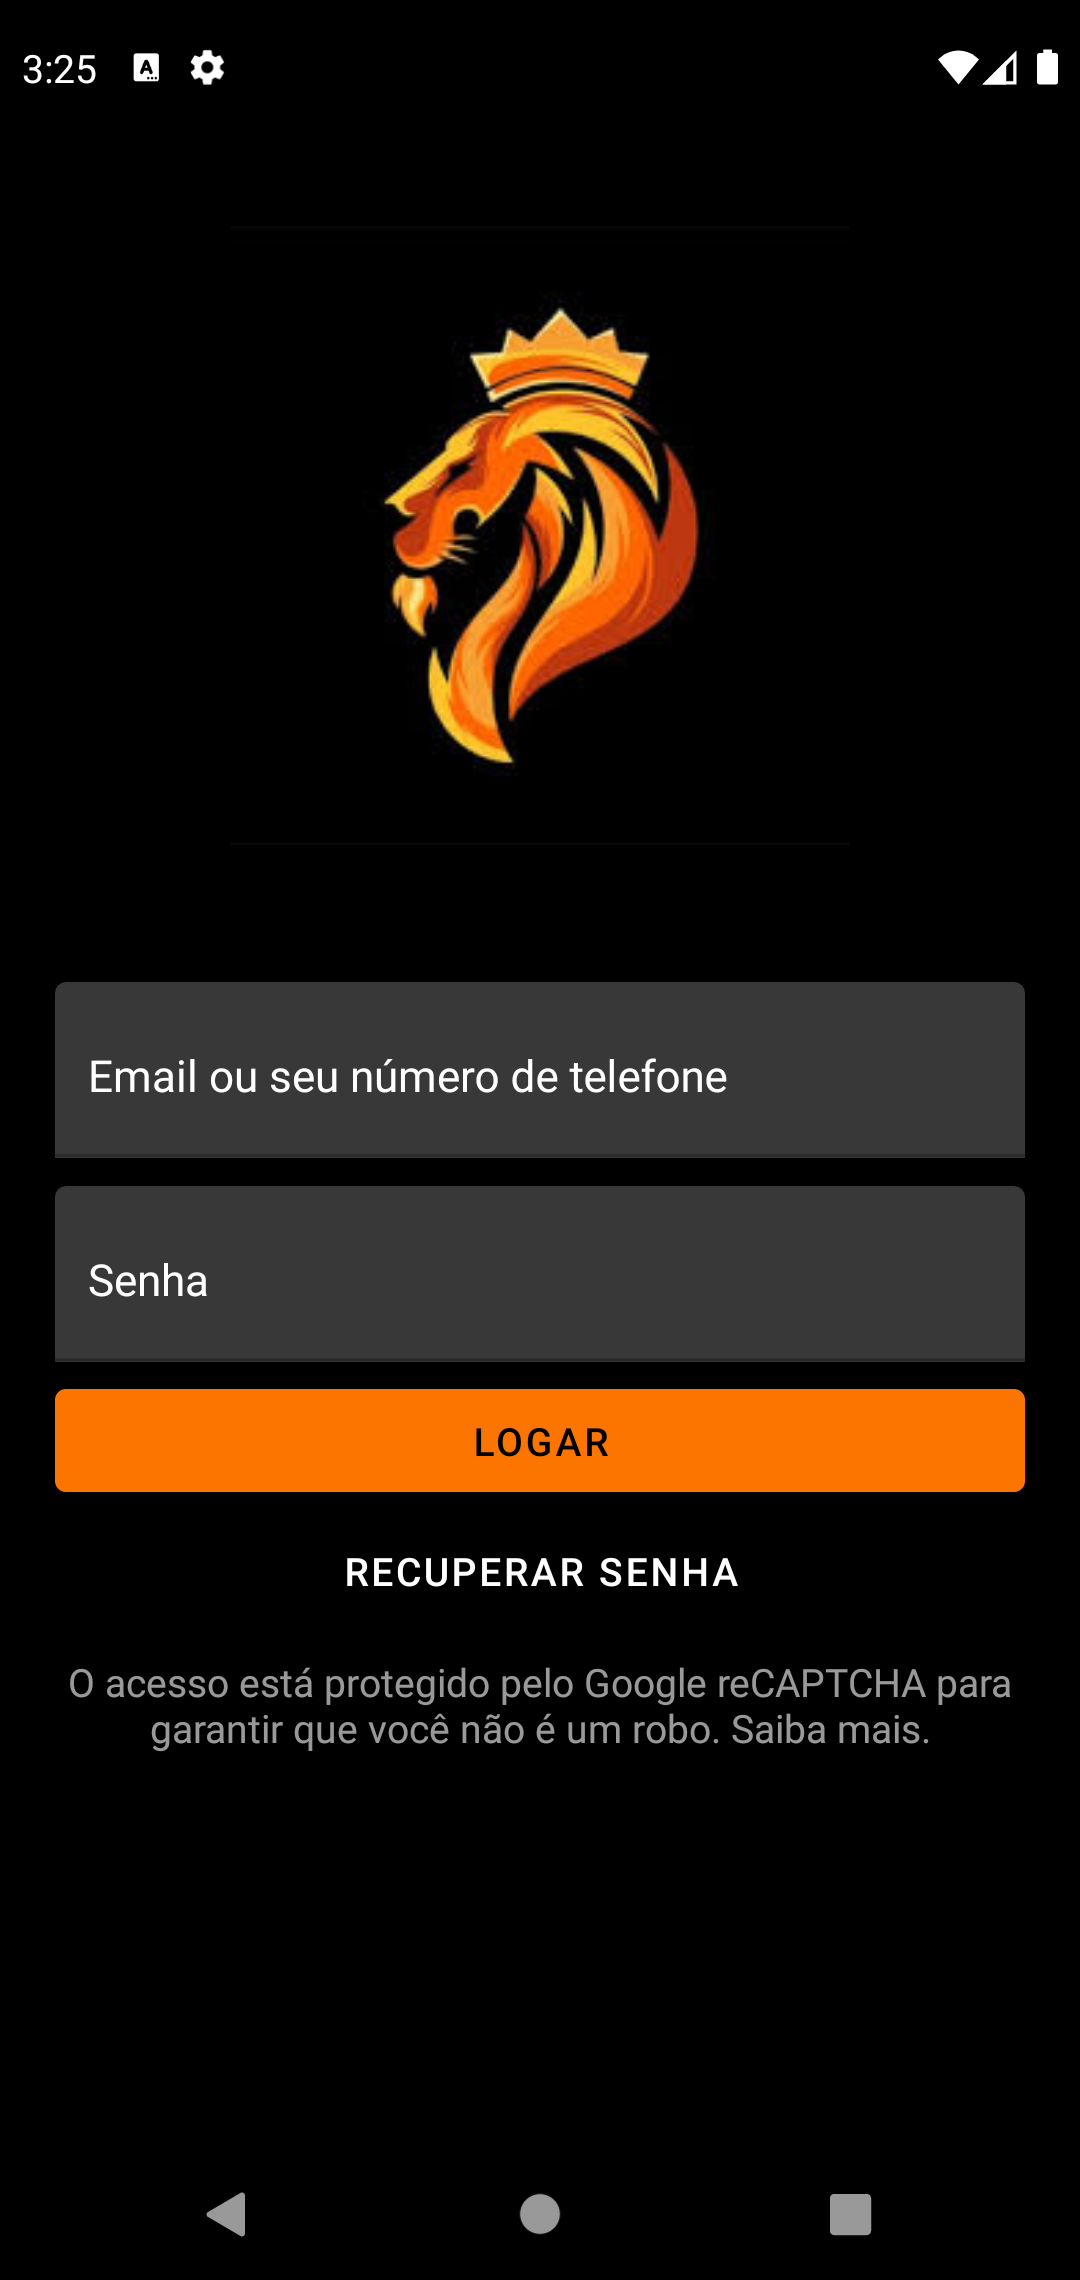 3:25
Email ou seu número de telefone
Senha
LOGAR
RECUPERAR SENHA
O acesso está protegido pelo Google reCAPTCHA para
garantir que você não é um robo. Saiba mais.